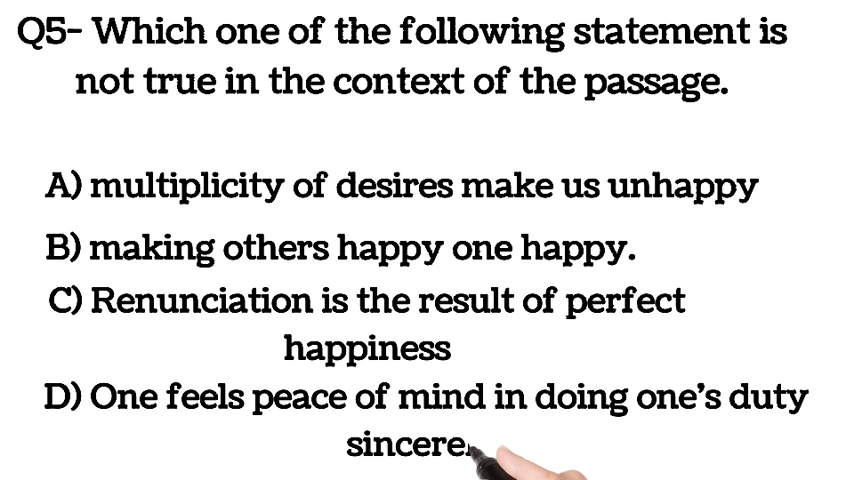 Q5- Which one of the following statement is
not true in the context of the passage.
A) multiplicity of desires make us unhappy
B) making others happy one happy.
C) Renunciation is the result of perfect
happiness
D) One feels peace of mind in doing one's duty
sincere